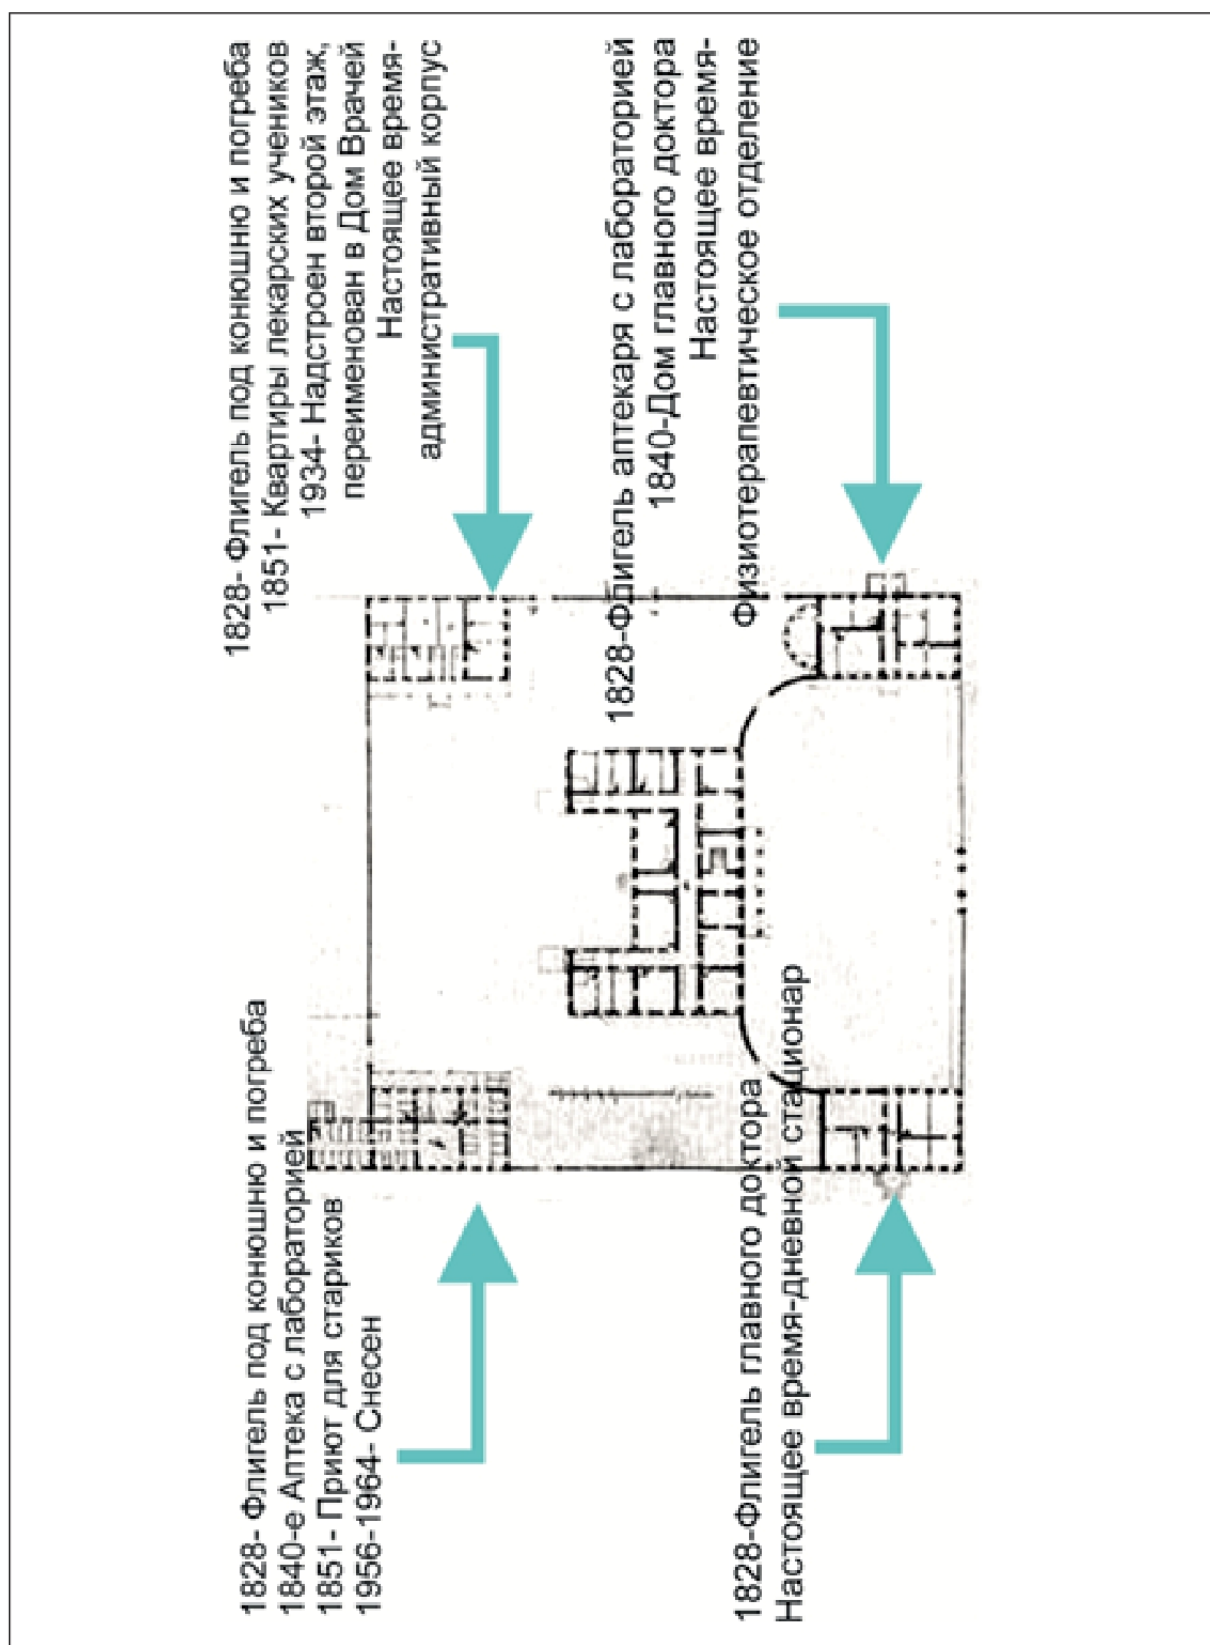 1828- Флигель под конюшню и погреба
1840-е Аптека с лабораторией
1851- Приют для стариков
1956-1964- Снесен
1828- Флигель под конюшню и погреба
1851- Квартиры лекарских учеников
1934- Надстроен второй этаж,
переименован в Дом Врачей
Настоящее время-
административный корпус
1828-Флигель главного доктора
Настоящее время-дневной стационар
1828-Флигель аптекаря с лабораторией
1840-Дом главного доктора
Настоящее время-
Физиотерапевтическое отделение